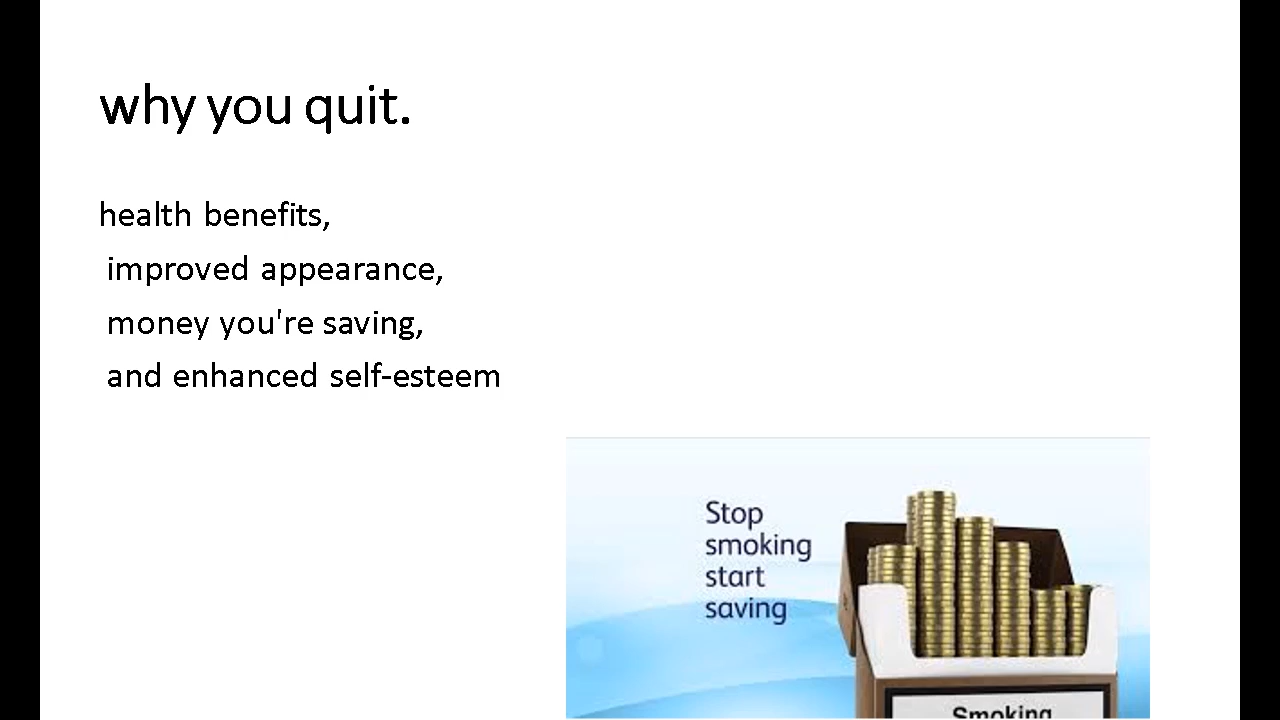 why you quit.
health benefits,
improved appearance,
money you're saving,
and enhanced self-esteem
Stop
smoking
start
saving
Smoking